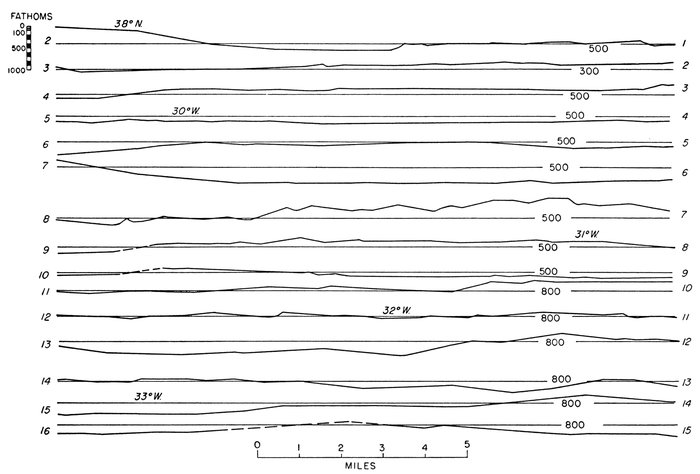 FATHOMS
0
100
500
1000
38° N.
2 500 1
3 300 2
4 500 3
30° W.
5 500 4
6 500 5
7 500 6
8 500 7
31° W.
9 500 8
10 500 9
11 800 10
32° W.
12 800 11
13 800 12
14 800 13
33° W.
15 800 14
16 800 15
0 1 2 3 4 5
MILES